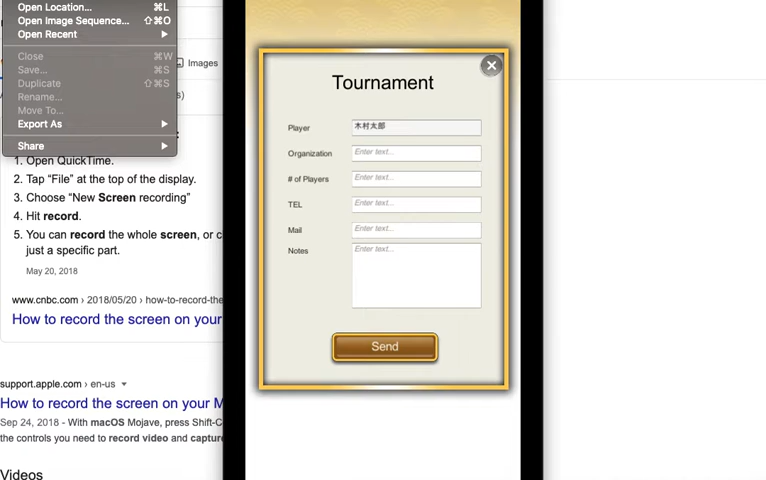 Open Location... ⌘L
Open Image Sequence... ⇧⌘O
Open Recent
Close ⌘W
Save... ⌘S
Duplicate ⇧⌘S
Rename...
Move To...
Export As
Share
Images
s)
:
1. Open QuickTime.
2. Tap “File” at the top of the display.
3. Choose “New Screen recording”
4. Hit record.
5. You can record the whole screen, or c
just a specific part.
May 20, 2018
www.cnbc.com › 2018/05/20 › how-to-record-the
How to record the screen on your
support.apple.com › en-us
How to record the screen on your M
Sep 24, 2018 - With macOS Mojave, press Shift-C
the controls you need to record video and captur
Videos
Tournament
Player 木村太郎
Organization Enter text...
# of Players Enter text...
TEL Enter text...
Mail Enter text...
Notes Enter text...
Send